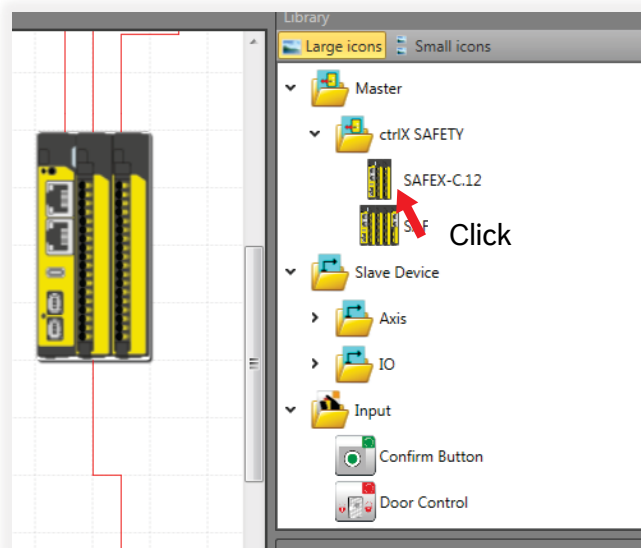 Library
Large icons
Small icons
Master
ctrlX SAFETY
SAFEX-C.12
Click
Slave Device
Axis
IO
Input
Confirm Button
Door Control